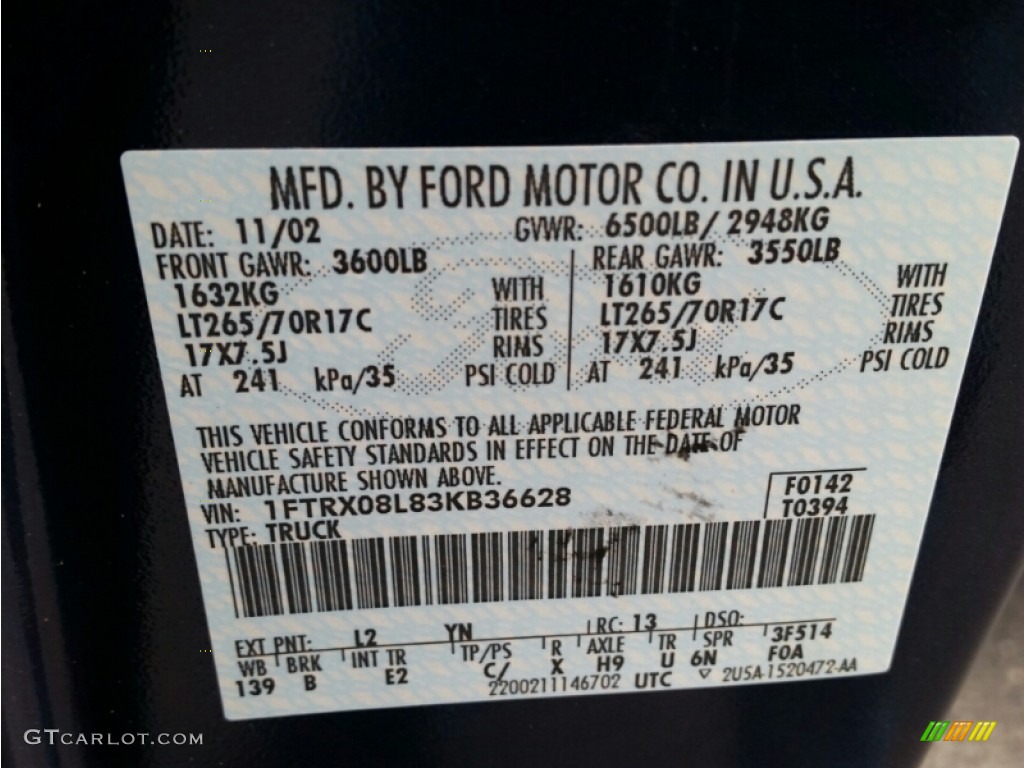 MFD. BY FORD MOTOR CO. IN U.S.A.
DATE: 11/02 GVWR: 6500LB/ 2948KG
FRONT GAWR: 3600LB REAR GAWR: 3550LB
1632KG WITH 1610KG WITH
LT265/70R17C TIRES LT265/70R17C TIRES
17X7.5J RIMS 17X7.5J RIMS
AT 241 kPa/35 PSI COLD AT 241 kPa/35 PSI COLD
THIS VEHICLE CONFORMS TO ALL APPLICABLE FEDERAL MOTOR
VEHICLE SAFETY STANDARDS IN EFFECT ON THE DATE OF
MANUFACTURE SHOWN ABOVE.
VIN: 1FTRX08L83KB36628 F0142
TYPE: TRUCK T0394
EXT PNT: L2 YN RC: 13 DSO:
WB BRK INT TR TP/PS R AXLE TR SPR 3F514
139 B E2 C/ X H9 U 6N F0A
2200211146702 UTC ▽ 2USA-1520472-AA
GTCARLOT.COM